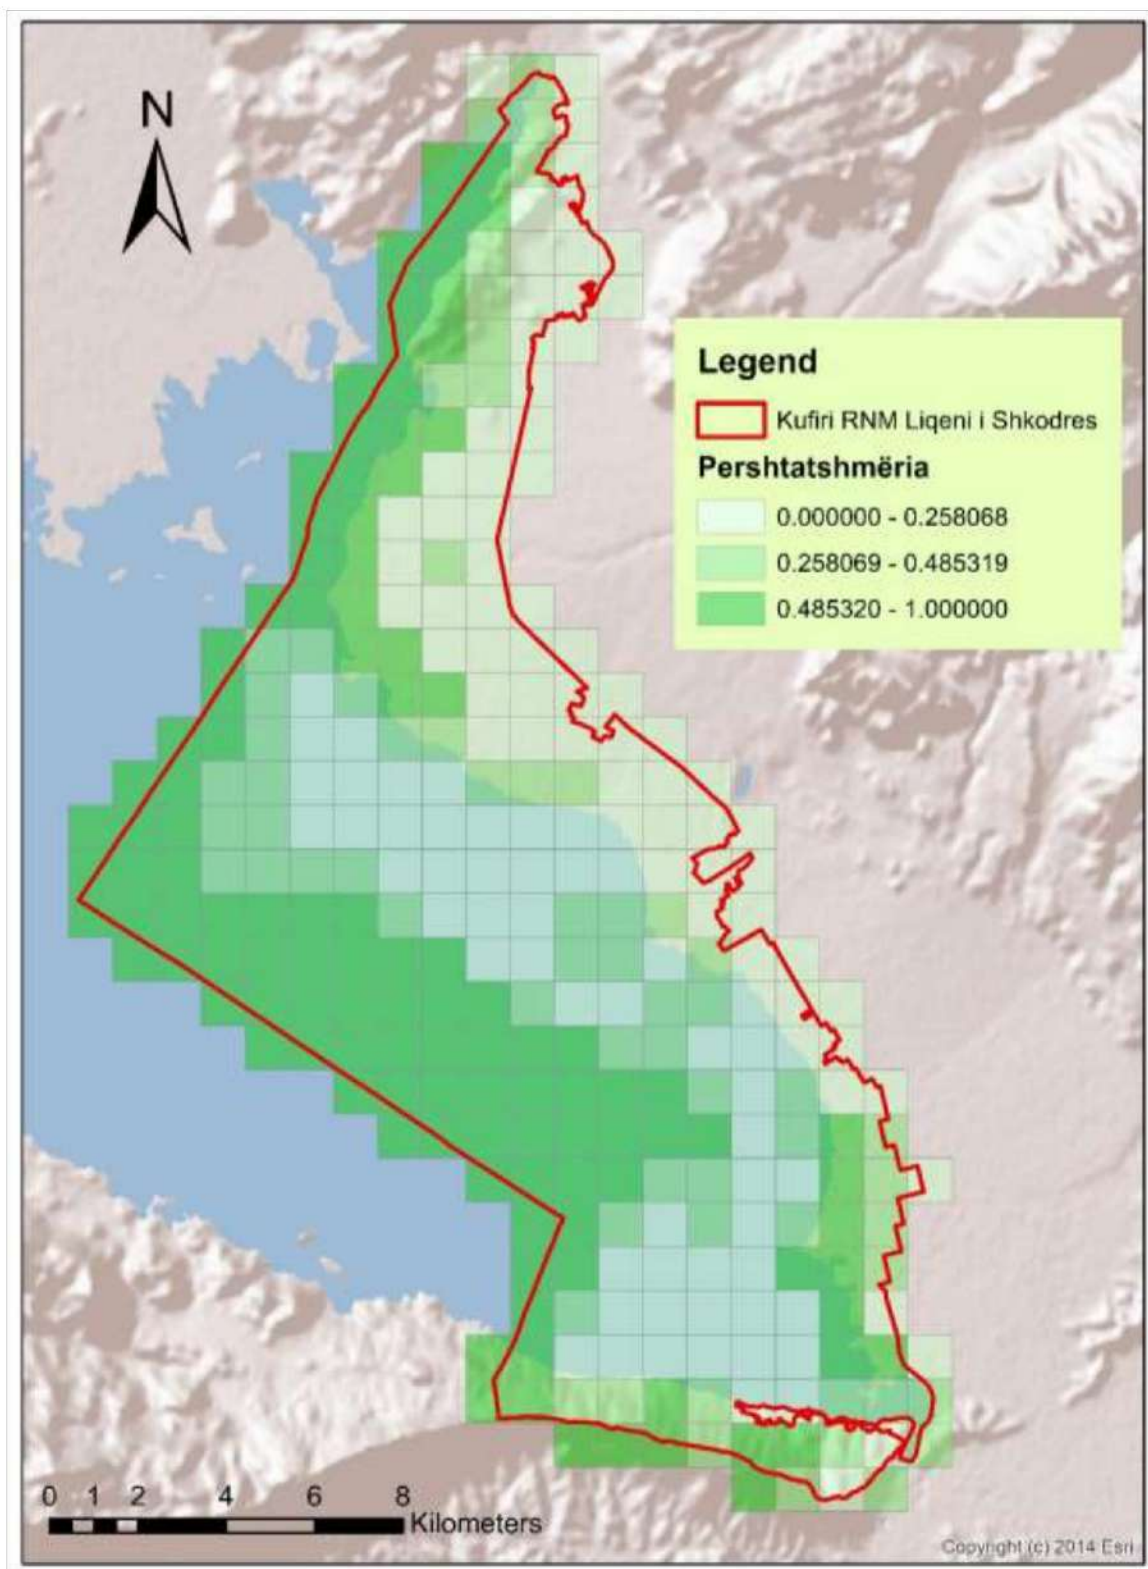 N
Legend
Kufiri RNM Liqeni i Shkodres
Pershtatshmëria
0.000000 - 0.258068
0.258069 - 0.485319
0.485320 - 1.000000
0 1 2 4 6 8
Kilometers
Copyright (c) 2014 Esri